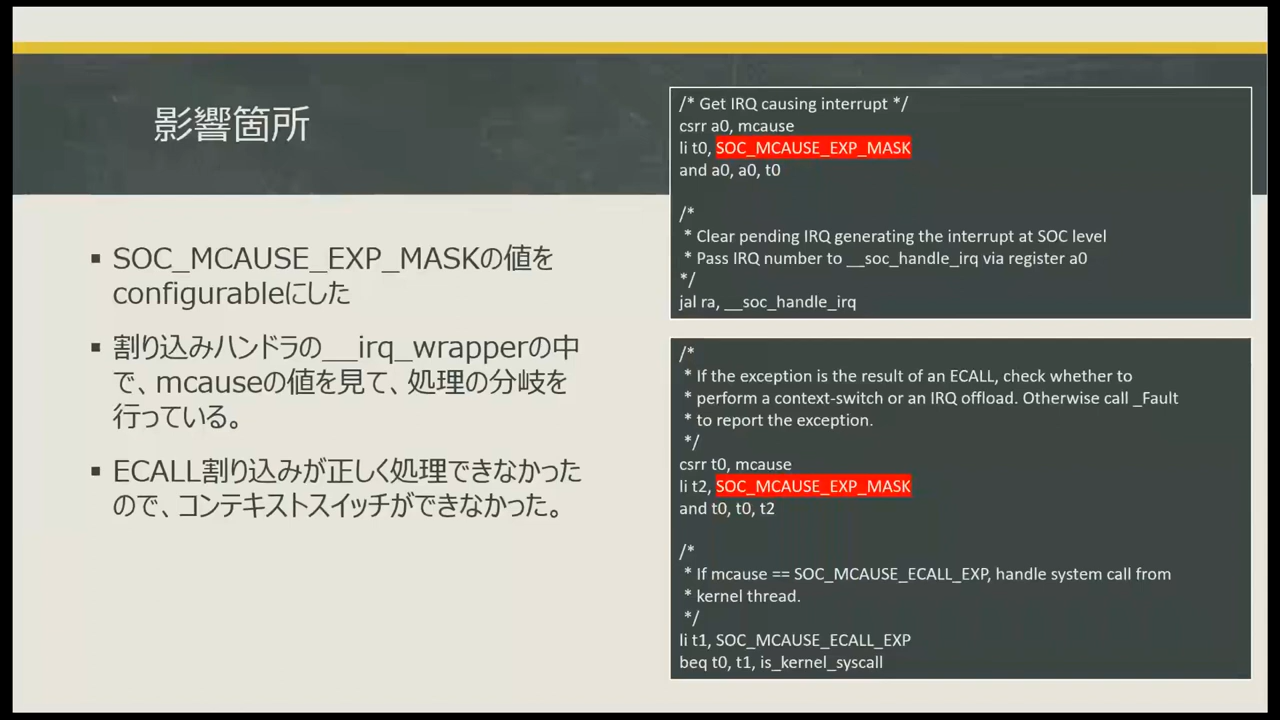 影響箇所
▪ SOC_MCAUSE_EXP_MASKの値を
configurableにした
▪ 割り込みハンドラの__irq_wrapperの中
で、mcauseの値を見て、処理の分岐を
行っている。
▪ ECALL割り込みが正しく処理できなかった
ので、コンテキストスイッチができなかった。
/* Get IRQ causing interrupt */
csrr a0, mcause
li t0, SOC_MCAUSE_EXP_MASK
and a0, a0, t0
/*
* Clear pending IRQ generating the interrupt at SOC level
* Pass IRQ number to __soc_handle_irq via register a0
*/
jal ra, __soc_handle_irq
/*
* If the exception is the result of an ECALL, check whether to
* perform a context-switch or an IRQ offload. Otherwise call _Fault
* to report the exception.
*/
csrr t0, mcause
li t2, SOC_MCAUSE_EXP_MASK
and t0, t0, t2
/*
* If mcause == SOC_MCAUSE_ECALL_EXP, handle system call from
* kernel thread.
*/
li t1, SOC_MCAUSE_ECALL_EXP
beq t0, t1, is_kernel_syscall